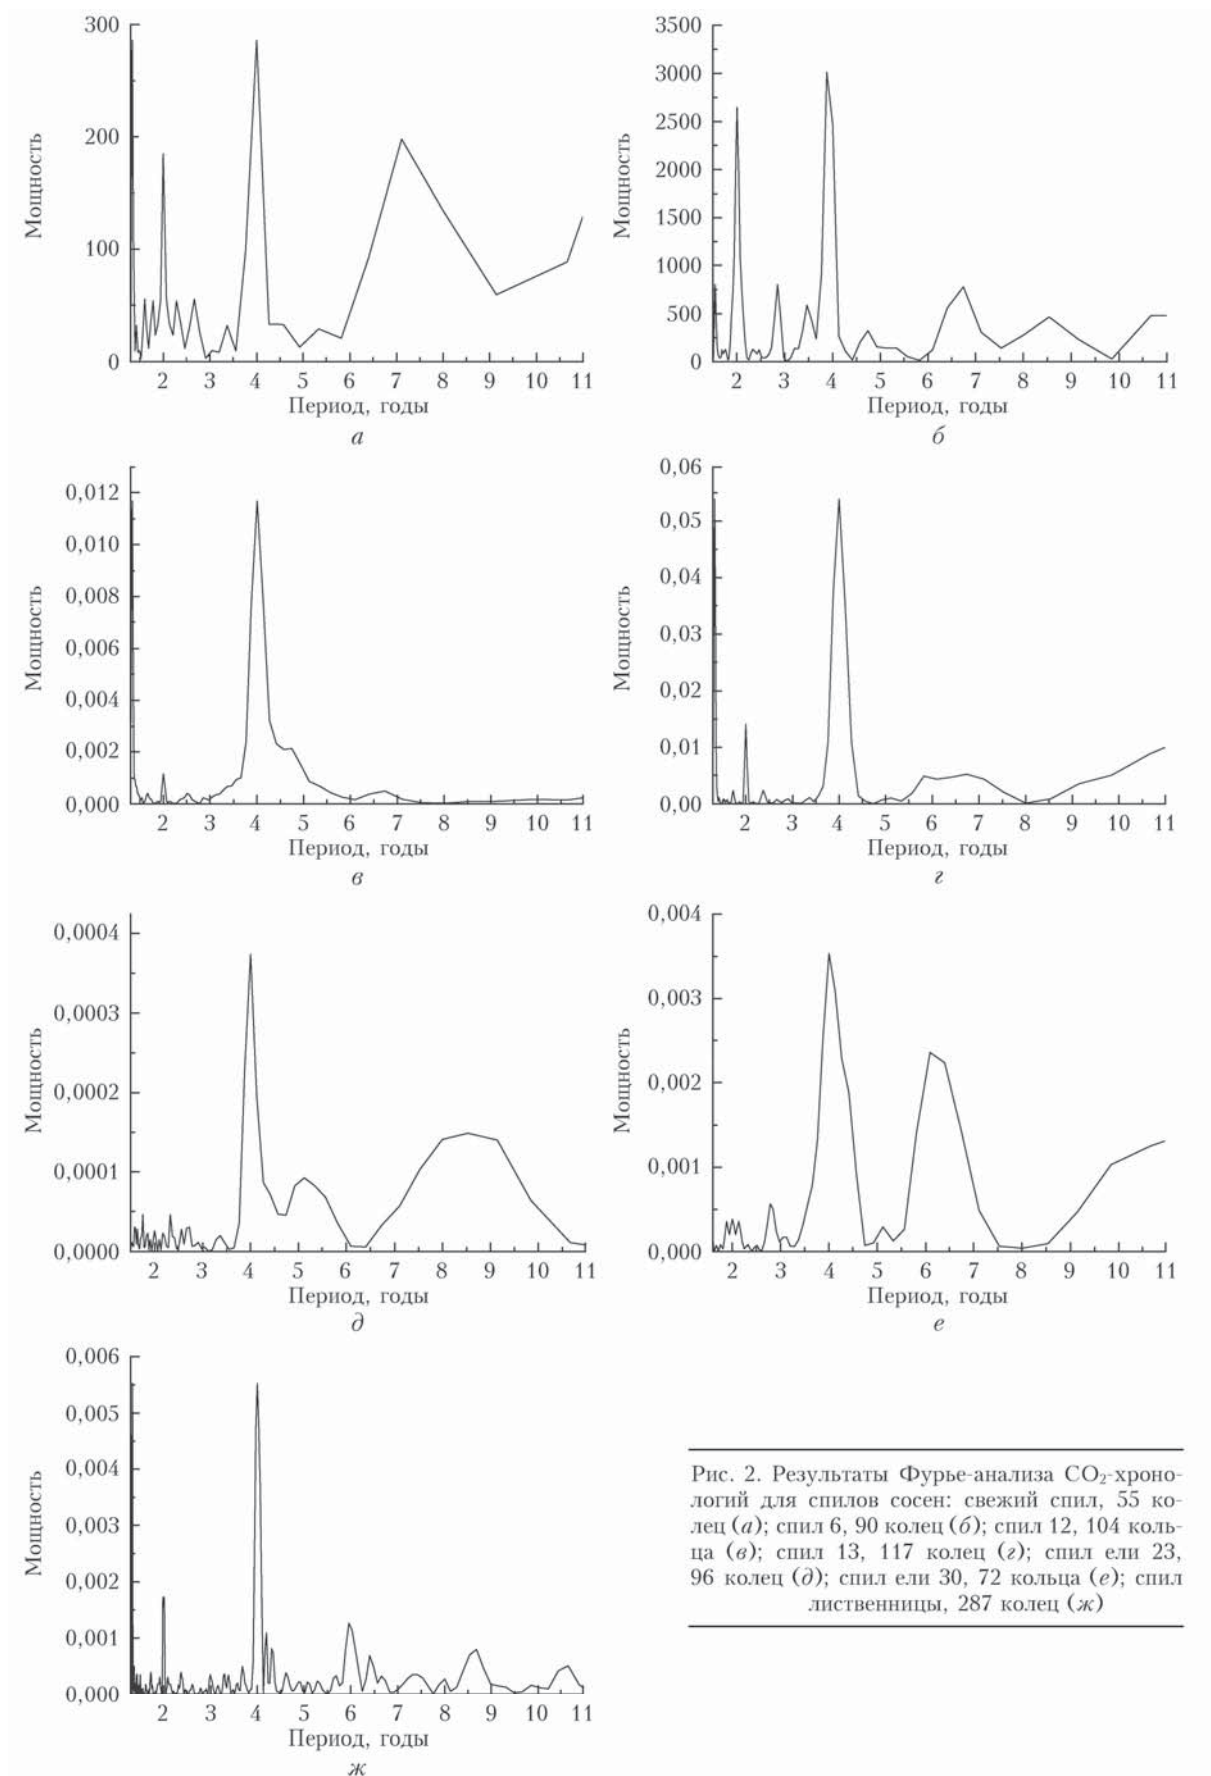 300
200
100
0
Мощность
2 3 4 5 6 7 8 9 10 11
Период, годы
а
3500
3000
2500
2000
1500
1000
500
0
Мощность
2 3 4 5 6 7 8 9 10 11
Период, годы
б
0,012
0,010
0,008
0,006
0,004
0,002
0,000
Мощность
2 3 4 5 6 7 8 9 10 11
Период, годы
в
0,06
0,05
0,04
0,03
0,02
0,01
0,00
Мощность
2 3 4 5 6 7 8 9 10 11
Период, годы
г
0,0004
0,0003
0,0002
0,0001
0,0000
Мощность
2 3 4 5 6 7 8 9 10 11
Период, годы
д
0,004
0,003
0,002
0,001
0,000
Мощность
2 3 4 5 6 7 8 9 10 11
Период, годы
е
0,006
0,005
0,004
0,003
0,002
0,001
0,000
Мощность
2 3 4 5 6 7 8 9 10 11
Период, годы
ж
Рис. 2. Результаты Фурье-анализа CO₂-хроно-
логий для спилов сосен: свежий спил, 55 ко-
лец (а); спил 6, 90 колец (б); спил 12, 104 коль-
ца (в); спил 13, 117 колец (г); спил ели 23,
96 колец (д); спил ели 30, 72 кольца (е); спил
лиственницы, 287 колец (ж)